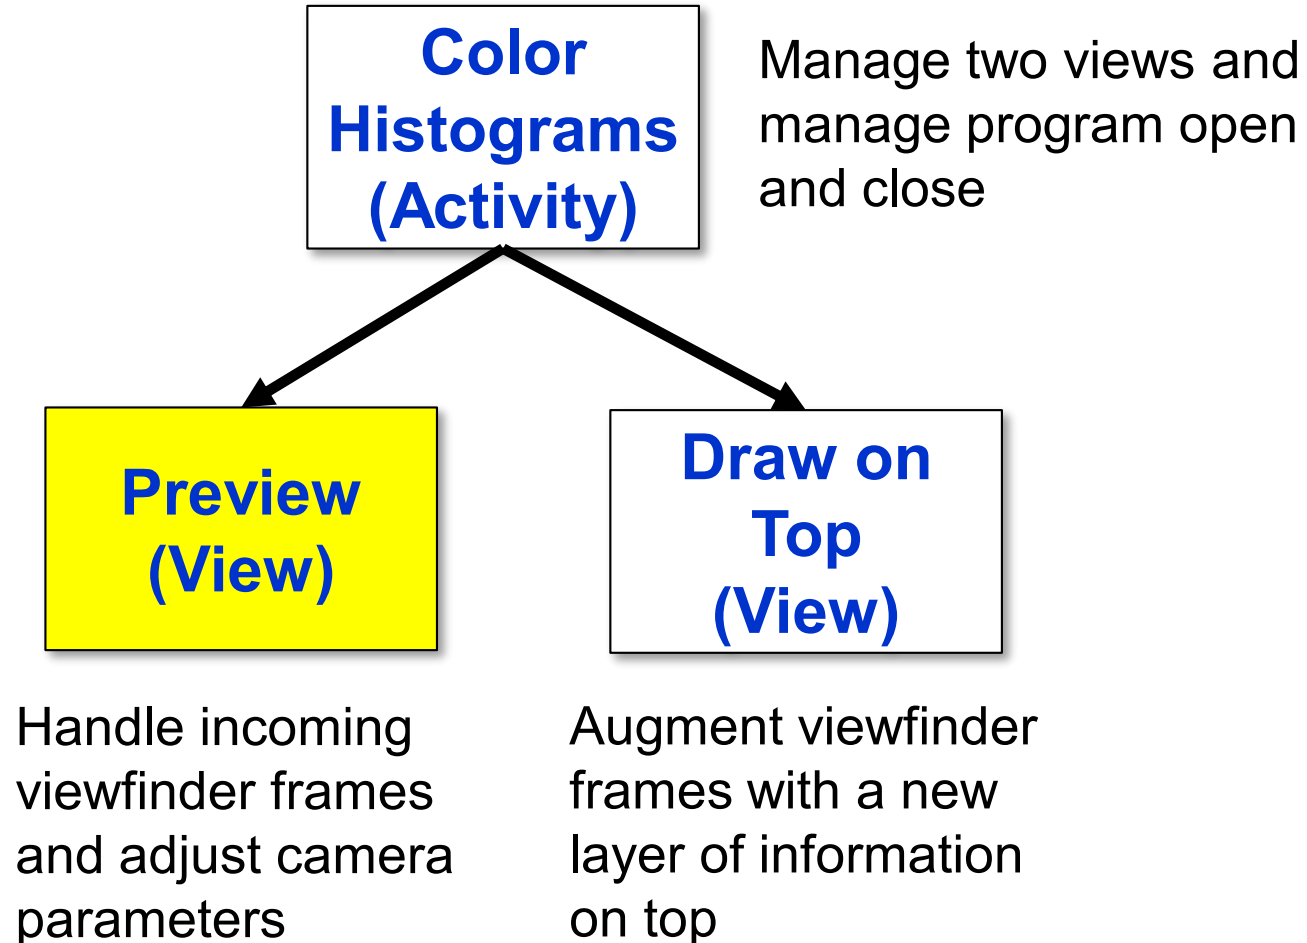 Color
Histograms
(Activity)
Manage two views and
manage program open
and close
Preview
(View)
Draw on
Top
(View)
Handle incoming
viewfinder frames
and adjust camera
parameters
Augment viewfinder
frames with a new
layer of information
on top